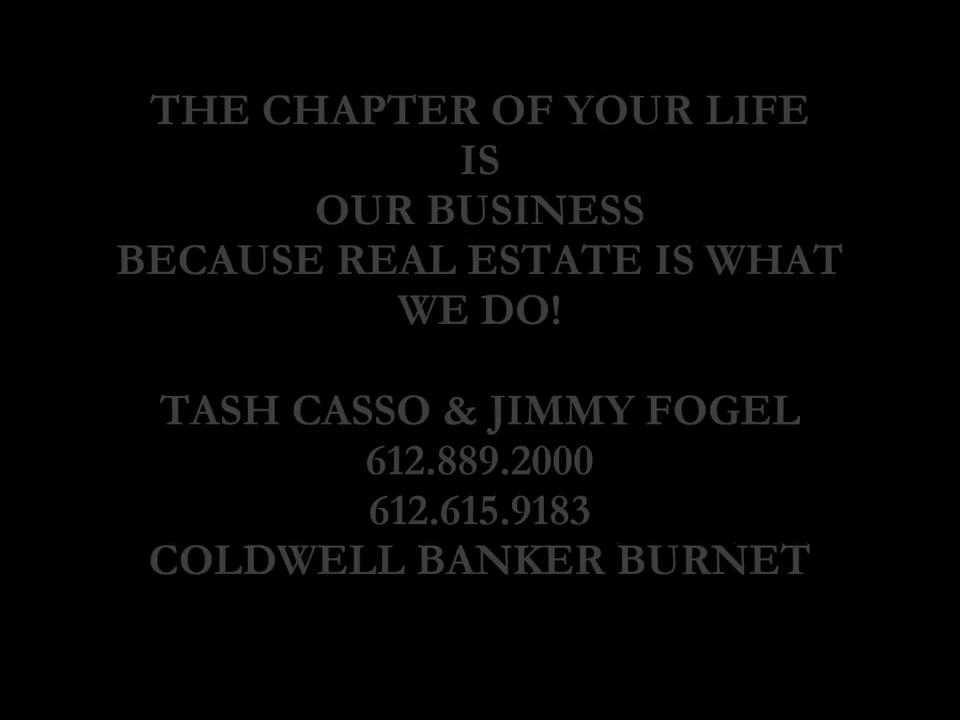 THE CHAPTER OF YOUR LIFE
IS
OUR BUSINESS
BECAUSE REAL ESTATE IS WHAT
WE DO!
TASH CASSO & JIMMY FOGEL
612.889.2000
612.615.9183
COLDWELL BANKER BURNET